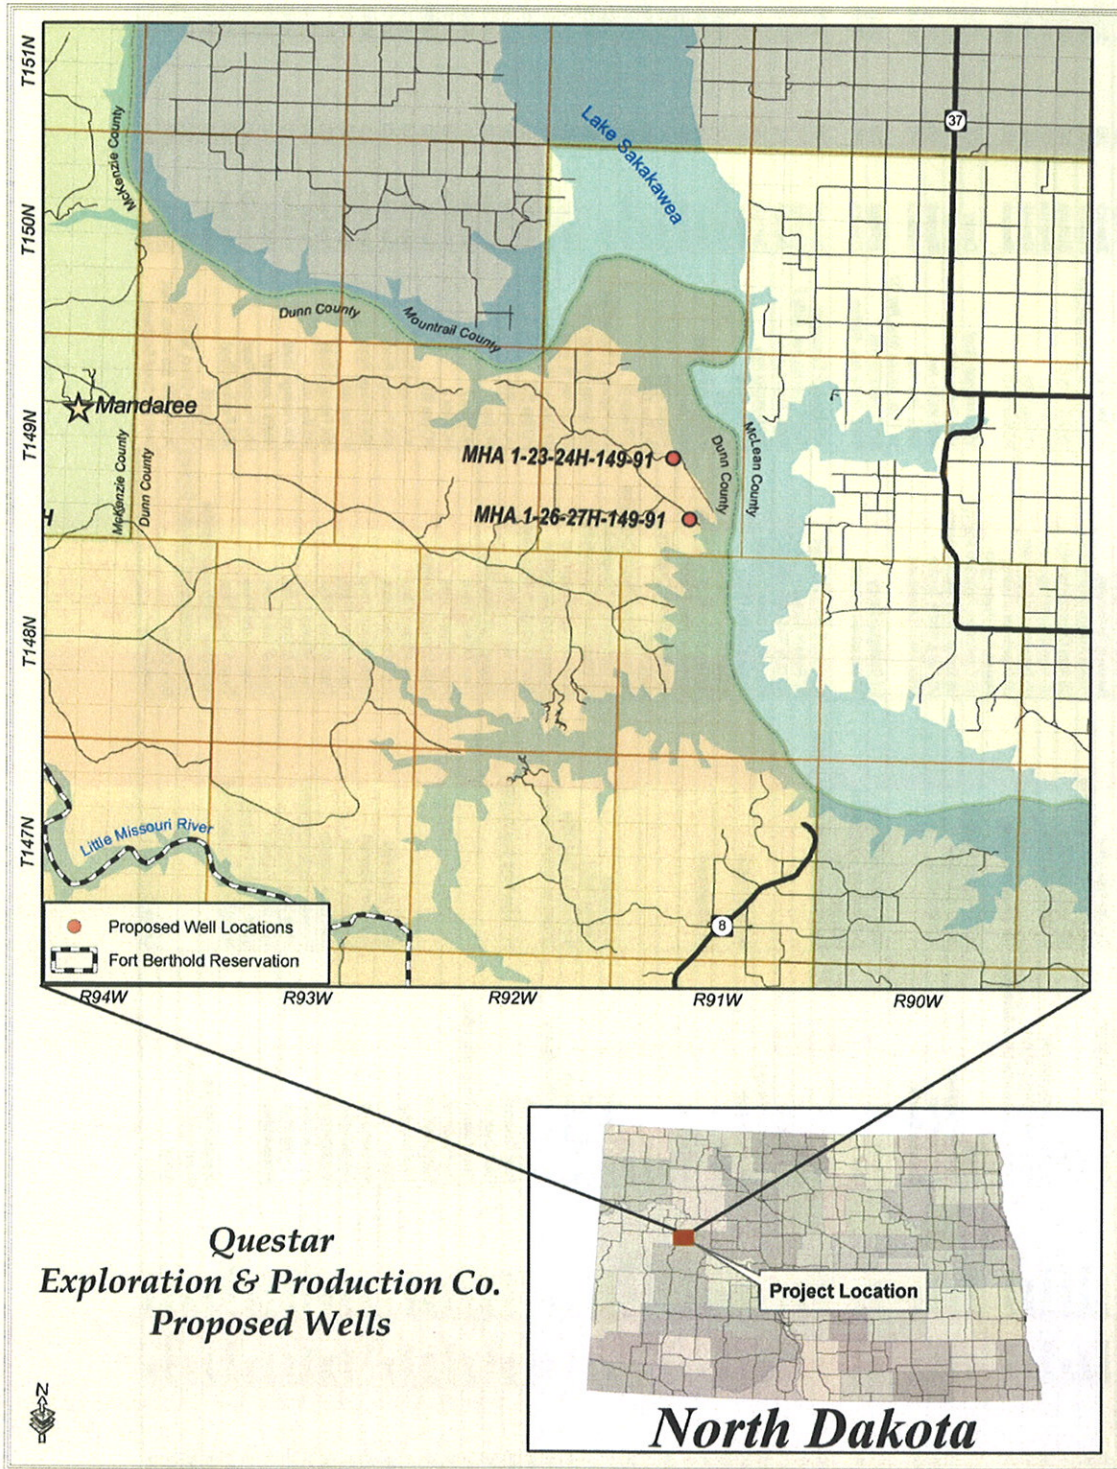 T151N
T150N
T149N
T148N
T147N
McKenzie County
Lake Sakakawea
37
Dunn County
Mountrail County
Mandaree
MHA 1-23-24H-149-91
MHA 1-26-27H-149-91
McKenzie County
Dunn County
Dunn County
McLean County
H
Little Missouri River
8
Proposed Well Locations
Fort Berthold Reservation
R94W
R93W
R92W
R91W
R90W
Questar
Exploration & Production Co.
Proposed Wells
Project Location
North Dakota
N